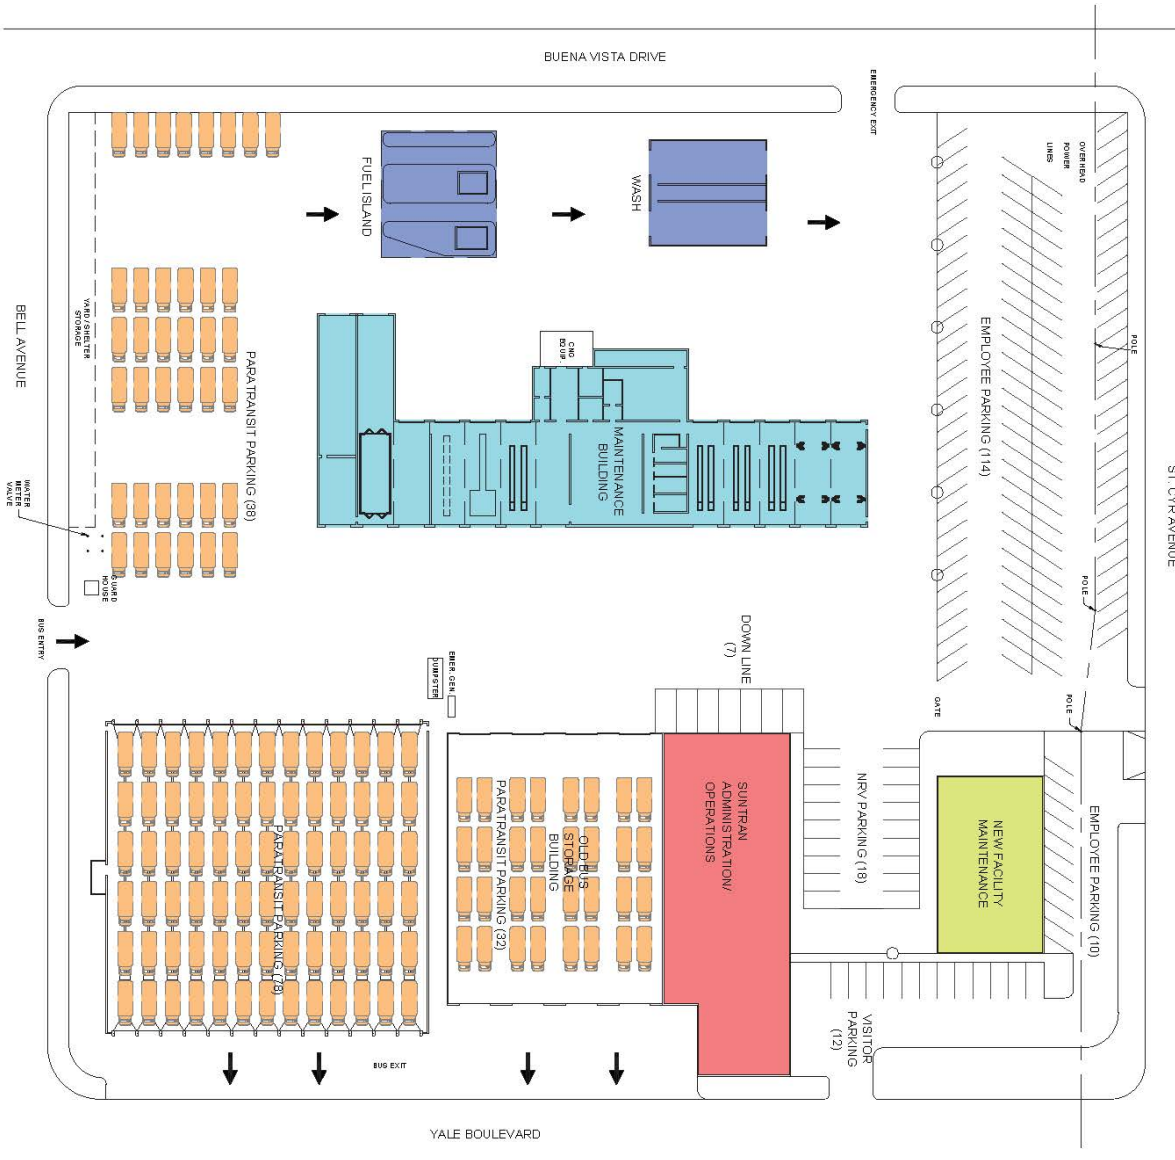 BUENA VISTA DRIVE
EMERGENCY EXIT
OVERHEAD
POWER
LINES
FUEL ISLAND
WASH
BELL AVENUE
YARD / SHELTER
STORAGE
PARATRANSIT PARKING (38)
CNG
EQUIP.
MAINTENANCE
BUILDING
EMPLOYEE PARKING (114)
POLE
ST. CYR AVENUE
WATER
METER
VALVE
GUARD
HOUSE
BUS ENTRY
POLE
DOWN LINE
(7)
EMER. GEN.
DUMPSTER
GATE
POLE
PARATRANSIT PARKING (78)
PARATRANSIT PARKING (32)
OLD BUS
STORAGE
BUILDING
SUNTRAN
ADMINISTRATION/
OPERATIONS
NRV PARKING (18)
NEW FACILITY
MAINTENANCE
EMPLOYEE PARKING (10)
VISITOR
PARKING
(12)
BUS EXIT
YALE BOULEVARD